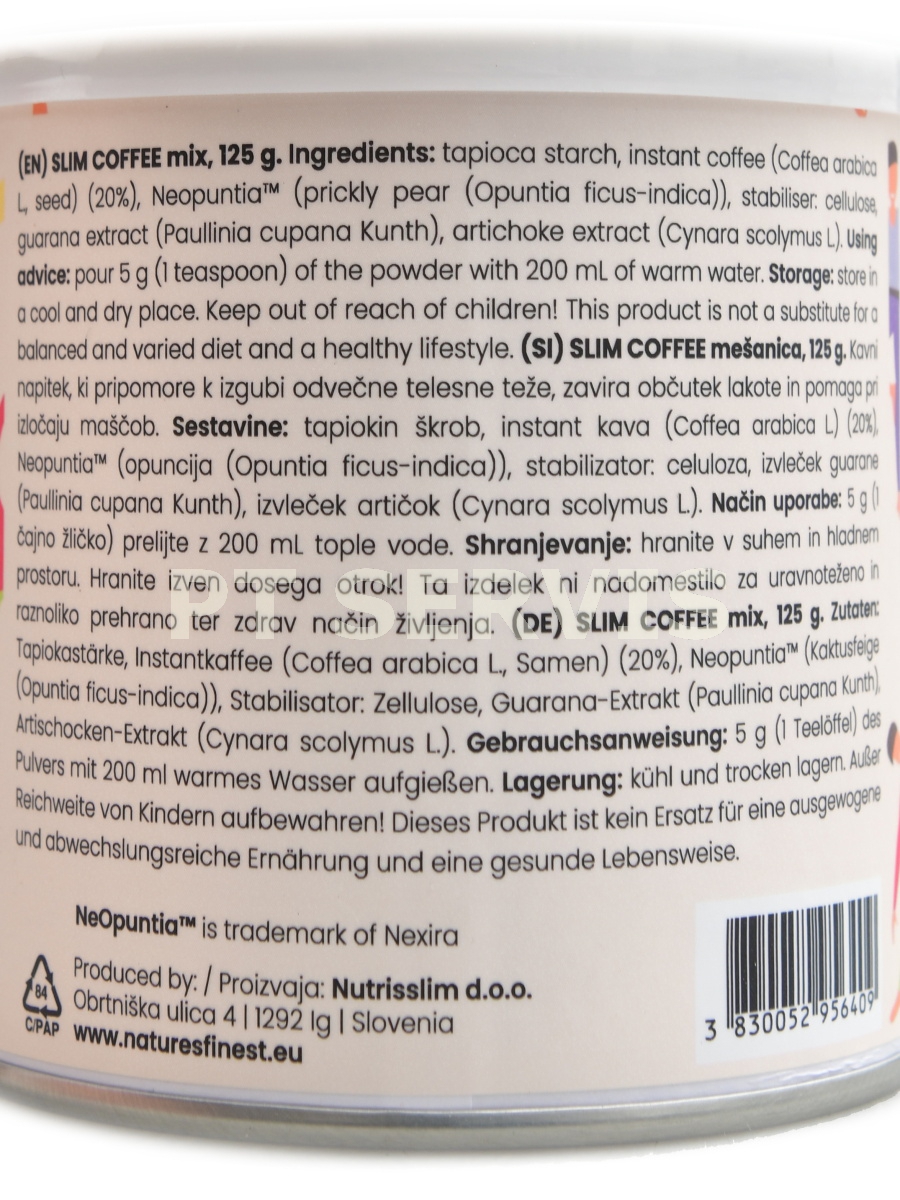 (EN) SLIM COFFEE mix, 125 g. Ingredients: tapioca starch, instant coffee (Coffea arabica
L., seed) (20%), Neopuntia™ (prickly pear (Opuntia ficus-indica)), stabiliser: cellulose,
guarana extract (Paullinia cupana Kunth), artichoke extract (Cynara scolymus L.). Using
advice: pour 5 g (1 teaspoon) of the powder with 200 mL of warm water. Storage: store in
a cool and dry place. Keep out of reach of children! This product is not a substitute for a
balanced and varied diet and a healthy lifestyle. (SI) SLIM COFFEE mešanica, 125 g. Kavni
napitek, ki pripomore k izgubi odvečne telesne teže, zavira občutek lakote in pomaga pri
izločaju maščob. Sestavine: tapiokin škrob, instant kava (Coffea arabica L.) (20%),
Neopuntia™ (opuncija (Opuntia ficus-indica)), stabilizator: celuloza, izvleček guarane
(Paullinia cupana Kunth), izvleček artičok (Cynara scolymus L.). Način uporabe: 5 g (1
čajno žličko) prelijte z 200 mL tople vode. Shranjevanje: hranite v suhem in hladnem
prostoru. Hranite izven dosega otrok! Ta izdelek ni nadomestilo za uravnoteženo in
raznoliko prehrano ter zdrav način življenja. (DE) SLIM COFFEE mix, 125 g. Zutaten:
PT SERVIS
Tapiokastärke, Instantkaffee (Coffea arabica L., Samen) (20%), Neopuntia™ (Kaktusfeige
(Opuntia ficus-indica)), Stabilisator: Zellulose, Guarana-Extrakt (Paullinia cupana Kunth),
Artischocken-Extrakt (Cynara scolymus L.). Gebrauchsanweisung: 5 g (1 Teelöffel) des
Pulvers mit 200 ml warmes Wasser aufgießen. Lagerung: kühl und trocken lagern. Außer
Reichweite von Kindern aufbewahren! Dieses Produkt ist kein Ersatz für eine ausgewogene
und abwechslungsreiche Ernährung und eine gesunde Lebensweise.
NeOpuntia™ is trademark of Nexira
Produced by: / Proizvaja: Nutrisslim d.o.o.
Obrtniška ulica 4 | 1292 Ig | Slovenia
www.naturesfinest.eu
84
C/PAP
3 830052 956409